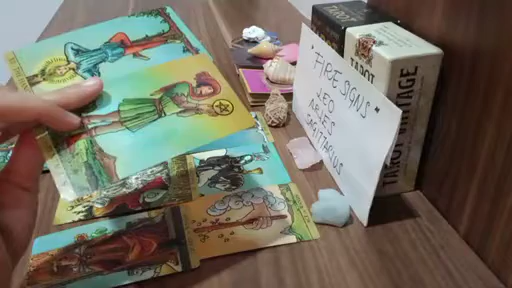 "FIRE SIGNS"
LEO
ARIES
SAGITTARIUS
TAROT
TAROT VINTAGE